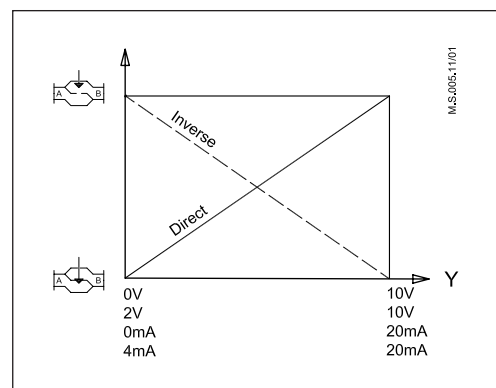 M.S.005.11/01
A B
Inverse
Direct
A B
Y
0V 10V
2V 10V
0mA 20mA
4mA 20mA